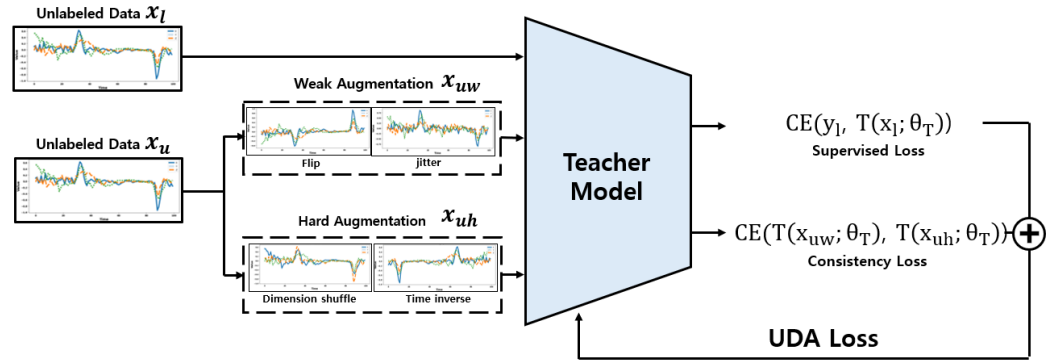 Unlabeled Data x_l
Weak Augmentation x_uw
Unlabeled Data x_u
Flip
jitter
Hard Augmentation x_uh
Dimension shuffle
Time inverse
Teacher
Model
CE(y_l, T(x_l; θ_T))
Supervised Loss
CE(T(x_uw; θ_T), T(x_uh; θ_T))
Consistency Loss
UDA Loss